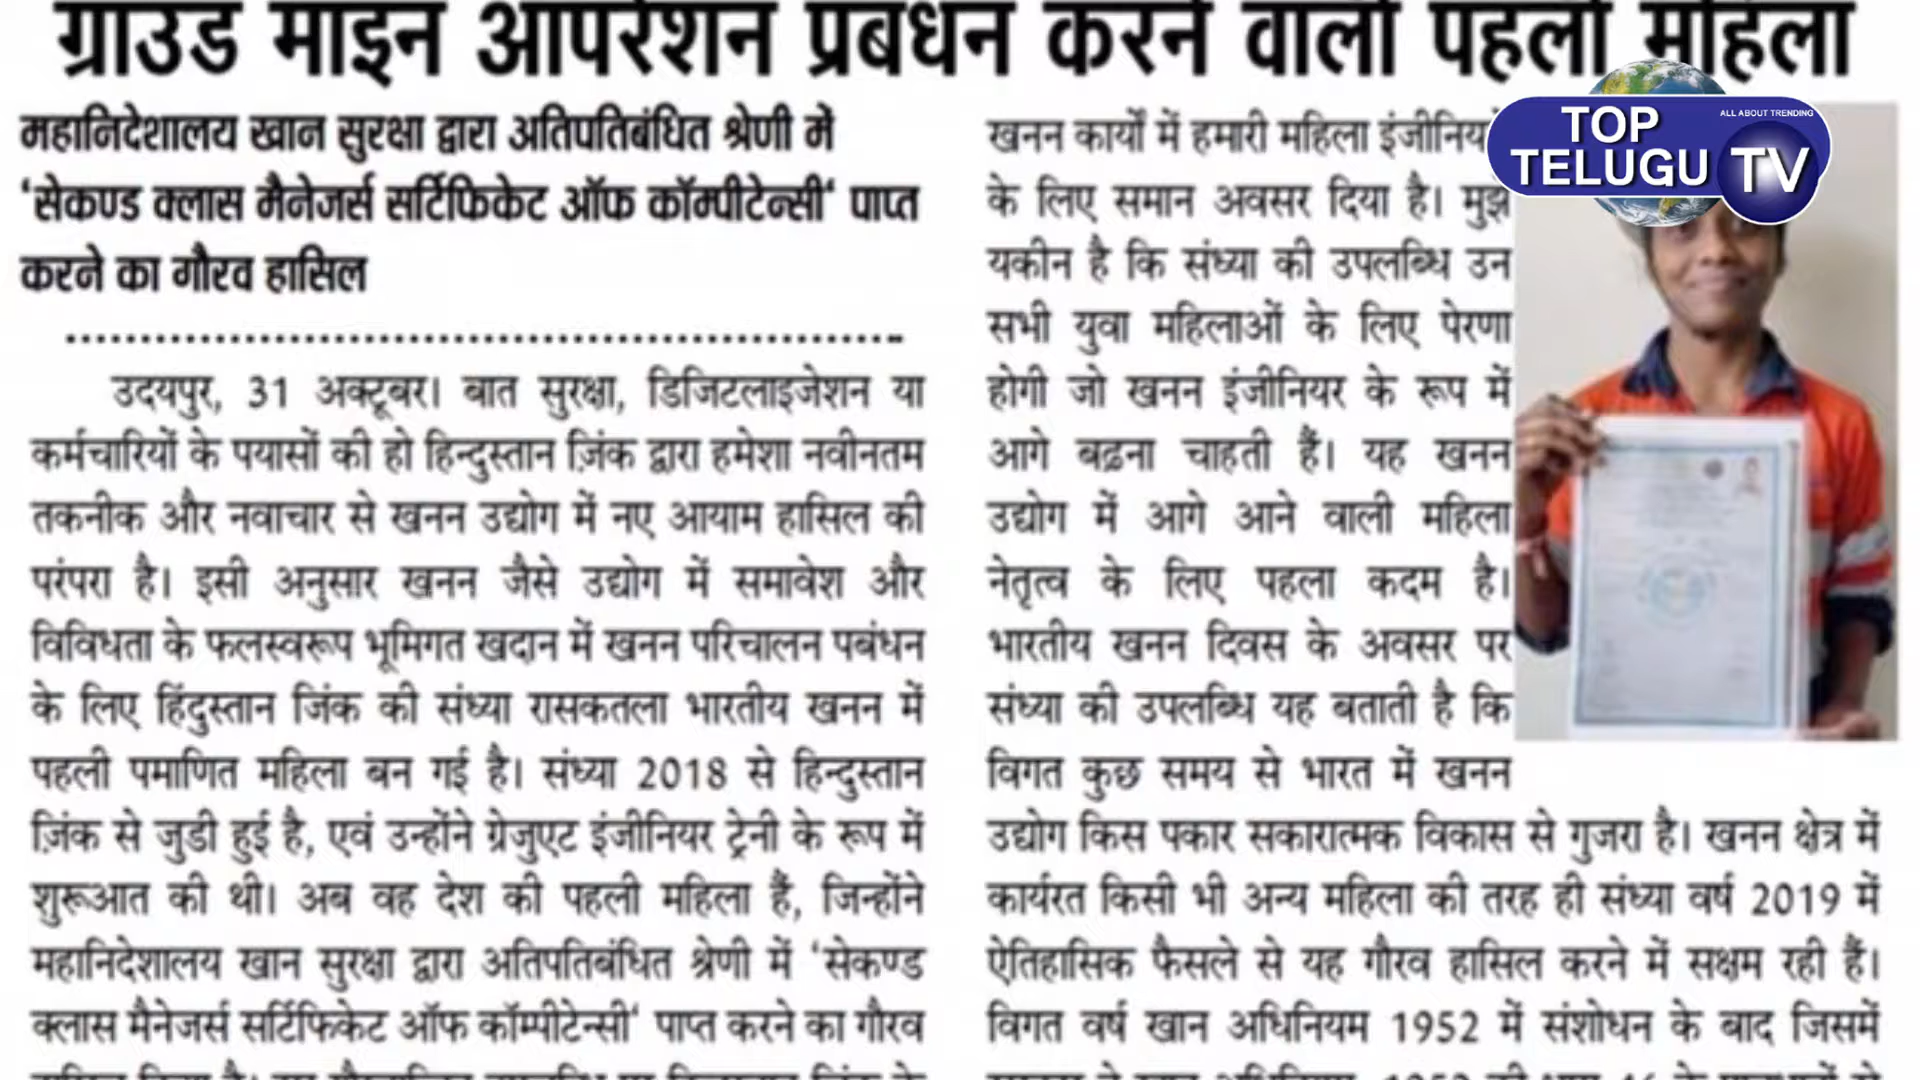 ग्राउंड माइन ऑपरेशन प्रबंधन करने वाली पहली महिला
महानिदेशालय खान सुरक्षा द्वारा अतिपतिबंधित श्रेणी में
‘सेकण्ड क्लास मैनेजर्स सर्टिफिकेट ऑफ कॉम्पीटेन्सी‘ पाप्त
करने का गौरव हासिल
उदयपुर, 31 अक्टूबर। बात सुरक्षा, डिजिटलाइजेशन या
कर्मचारियों के पयासों की हो हिन्दुस्तान ज़िंक द्वारा हमेशा नवीनतम
तकनीक और नवाचार से खनन उद्योग में नए आयाम हासिल की
परंपरा है। इसी अनुसार खनन जैसे उद्योग में समावेश और
विविधता के फलस्वरूप भूमिगत खदान में खनन परिचालन पबंधन
के लिए हिंदुस्तान जिंक की संध्या रासकतला भारतीय खनन में
पहली पमाणित महिला बन गई है। संध्या 2018 से हिन्दुस्तान
ज़िंक से जुडी हुई है, एवं उन्होंने ग्रेजुएट इंजीनियर ट्रेनी के रूप में
शुरूआत की थी। अब वह देश की पहली महिला हैं, जिन्होंने
महानिदेशालय खान सुरक्षा द्वारा अतिपतिबंधित श्रेणी में ‘सेकण्ड
क्लास मैनेजर्स सर्टिफिकेट ऑफ कॉम्पीटेन्सी‘ पाप्त करने का गौरव
खनन कार्यों में हमारी महिला
के लिए समान अवसर दिया है। मुझे
यकीन है कि संध्या की उपलब्धि उन
सभी युवा महिलाओं के लिए पेरणा
होगी जो खनन इंजीनियर के रूप में
आगे बढ़ना चाहती हैं। यह खनन
उद्योग में आगे आने वाली महिला
नेतृत्व के लिए पहला कदम है।
भारतीय खनन दिवस के अवसर पर
संध्या की उपलब्धि यह बताती है कि
विगत कुछ समय से भारत में खनन
उद्योग किस पकार सकारात्मक विकास से गुजरा है। खनन क्षेत्र में
कार्यरत किसी भी अन्य महिला की तरह ही संध्या वर्ष 2019 में
ऐतिहासिक फैसले से यह गौरव हासिल करने में सक्षम रही हैं।
विगत वर्ष खान अधिनियम 1952 में संशोधन के बाद जिसमें
TOP
TELUGU TV
ALL ABOUT TRENDING